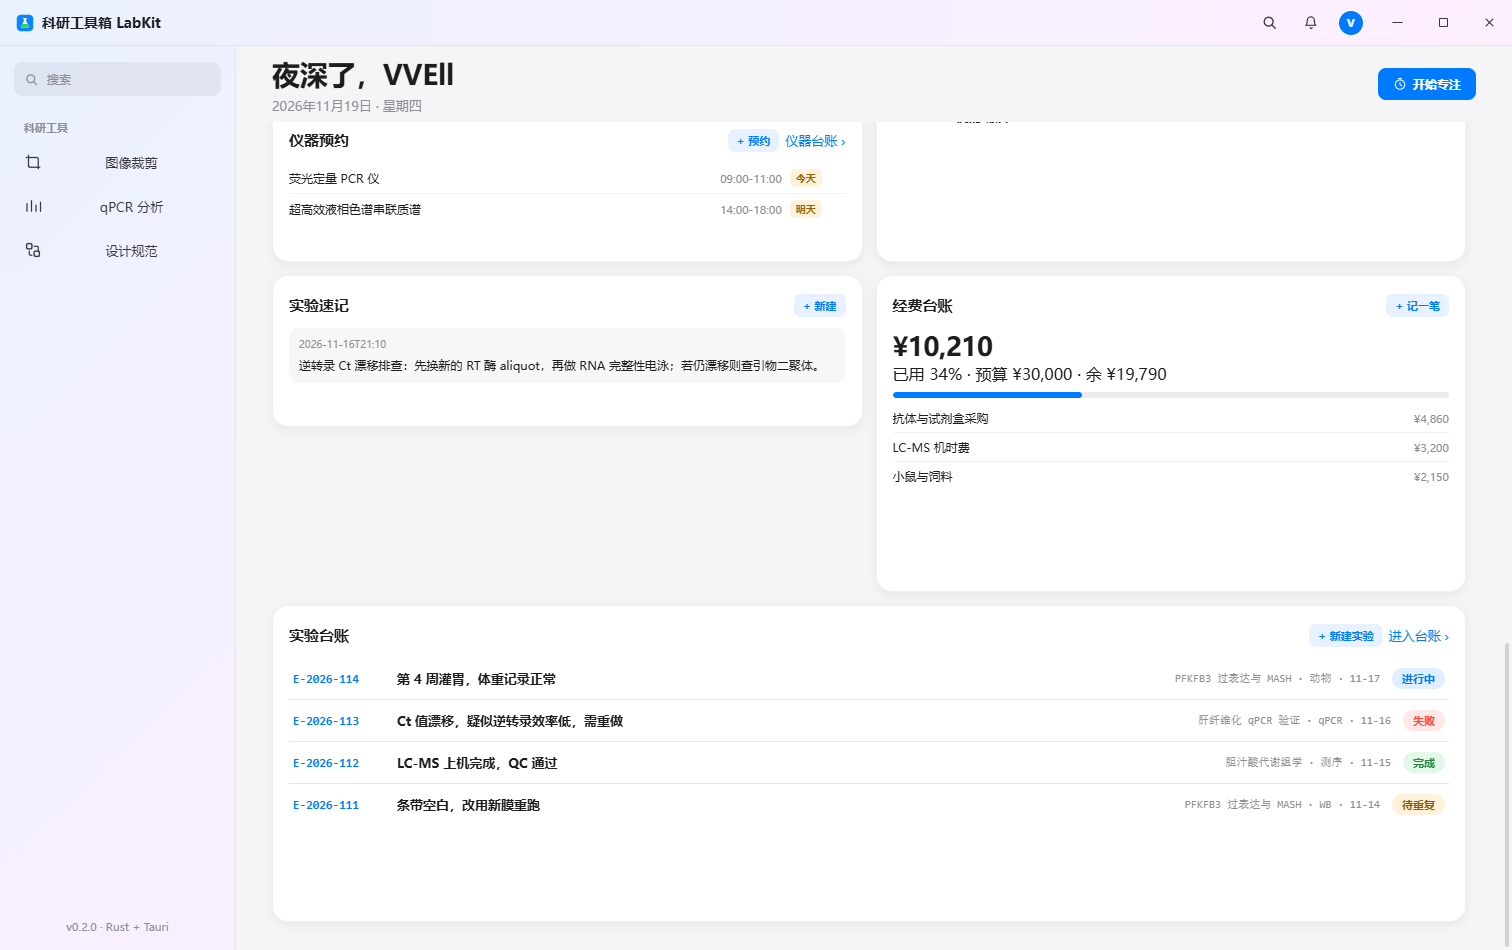 科研工具箱 LabKit
V
搜索
科研工具
图像裁剪
qPCR 分析
设计规范
v0.2.0 · Rust + Tauri
夜深了，VVEll
2026年11月19日 · 星期四
开始专注
仪器预约
+ 预约 仪器台账 ›
荧光定量 PCR 仪 09:00-11:00 今天
超高效液相色谱串联质谱 14:00-18:00 明天
实验速记
+ 新建
2026-11-16T21:10
逆转录 Ct 漂移排查：先换新的 RT 酶 aliquot，再做 RNA 完整性电泳；若仍漂移则查引物二聚体。
经费台账
+ 记一笔
¥10,210
已用 34% · 预算 ¥30,000 · 余 ¥19,790
抗体与试剂盒采购 ¥4,860
LC-MS 机时费 ¥3,200
小鼠与饲料 ¥2,150
实验台账
+ 新建实验 进入台账 ›
E-2026-114 第 4 周灌胃，体重记录正常 PFKFB3 过表达与 MASH · 动物 · 11-17 进行中
E-2026-113 Ct 值漂移，疑似逆转录效率低，需重做 肝纤维化 qPCR 验证 · qPCR · 11-16 失败
E-2026-112 LC-MS 上机完成，QC 通过 胆汁酸代谢组学 · 测序 · 11-15 完成
E-2026-111 条带空白，改用新膜重跑 PFKFB3 过表达与 MASH · WB · 11-14 待重复